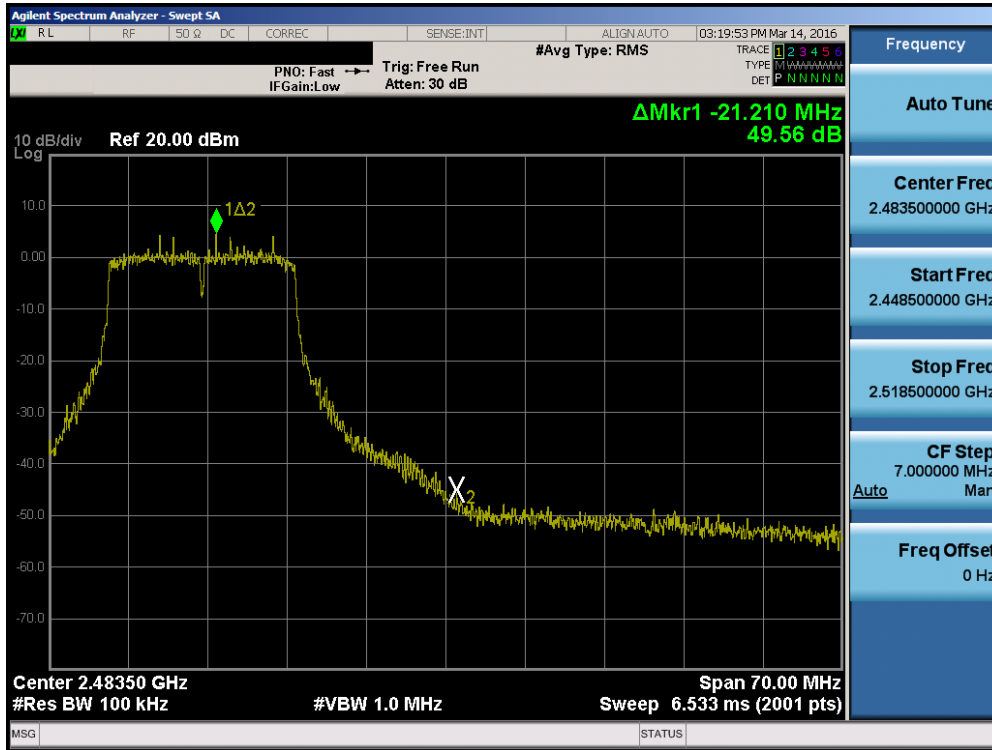 Agilent Spectrum Analyzer - Swept SA
LXI RL RF 50 Ω DC CORREC SENSE:INT ALIGN AUTO 03:19:53 PM Mar 14, 2016
#Avg Type: RMS
TRACE 1 2 3 4 5 6
TYPE M
DET P N N N N N
PNO: Fast
IFGain:Low
Trig: Free Run
Atten: 30 dB
Frequency
Auto Tune
ΔMkr1 -21.210 MHz
49.56 dB
10 dB/div
Log
Ref 20.00 dBm
10.0
0.00
-10.0
-20.0
-30.0
-40.0
-50.0
-60.0
-70.0
1Δ2
X2
Center Freq
2.483500000 GHz
Start Freq
2.448500000 GHz
Stop Freq
2.518500000 GHz
CF Step
7.000000 MHz
Auto Man
Freq Offset
0 Hz
Center 2.48350 GHz
Span 70.00 MHz
#Res BW 100 kHz
#VBW 1.0 MHz
Sweep 6.533 ms (2001 pts)
MSG
STATUS